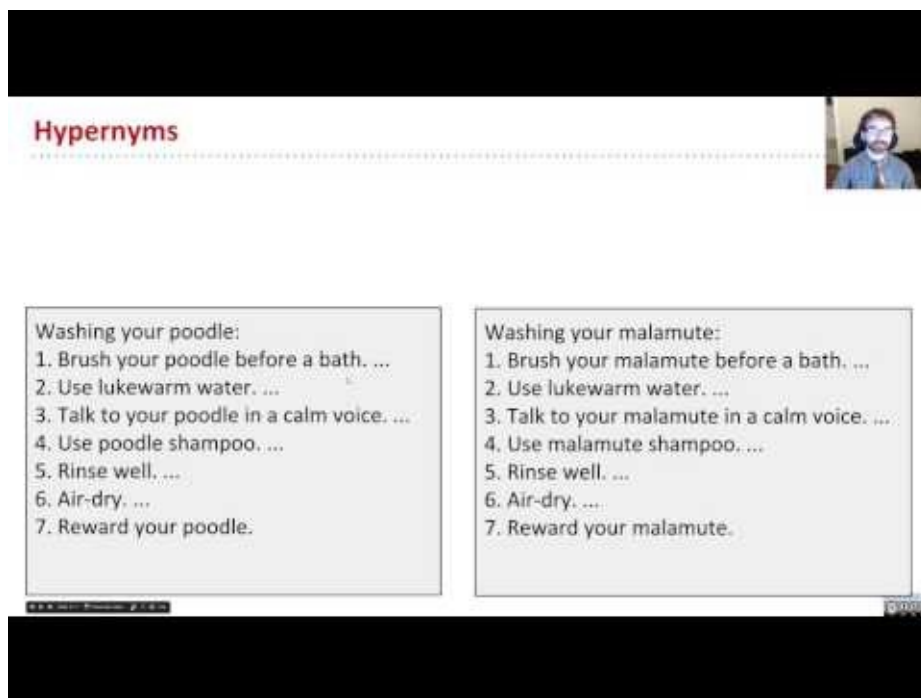 Hypernyms
Washing your poodle:
1. Brush your poodle before a bath. ...
2. Use lukewarm water. ...
3. Talk to your poodle in a calm voice. ...
4. Use poodle shampoo. ...
5. Rinse well. ...
6. Air-dry. ...
7. Reward your poodle.
Washing your malamute:
1. Brush your malamute before a bath. ...
2. Use lukewarm water. ...
3. Talk to your malamute in a calm voice. ...
4. Use malamute shampoo. ...
5. Rinse well. ...
6. Air-dry. ...
7. Reward your malamute.